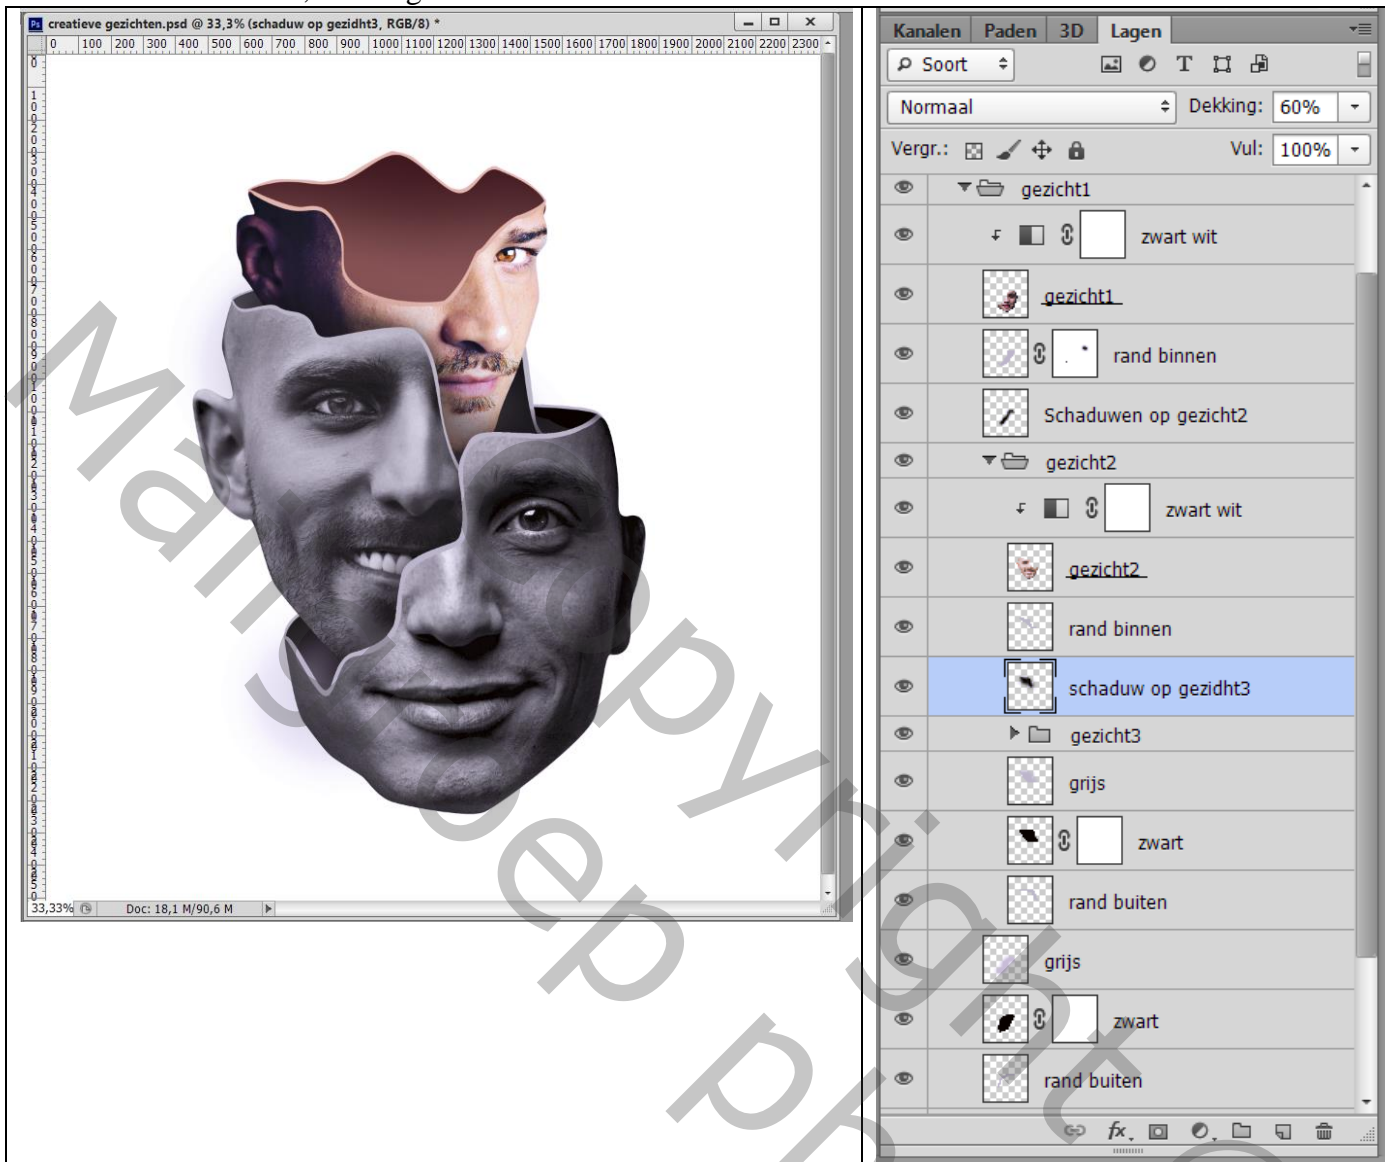 creatieve gezichten.psd @ 33,3% (schaduw op gezidht3, RGB/8) *
0 100 200 300 400 500 600 700 800 900 1000 1100 1200 1300 1400 1500 1600 1700 1800 1900 2000 2100 2200 2300
33,33% Doc: 18,1 M/90,6 M
Kanalen Paden 3D Lagen
Soort
Normaal Dekking: 60%
Vergr.: Vul: 100%
gezicht1
zwart wit
gezicht1
rand binnen
Schaduwen op gezicht2
gezicht2
zwart wit
gezicht2
rand binnen
schaduw op gezidht3
gezicht3
grijs
zwart
rand buiten
grijs
zwart
rand buiten
fx
Copyright